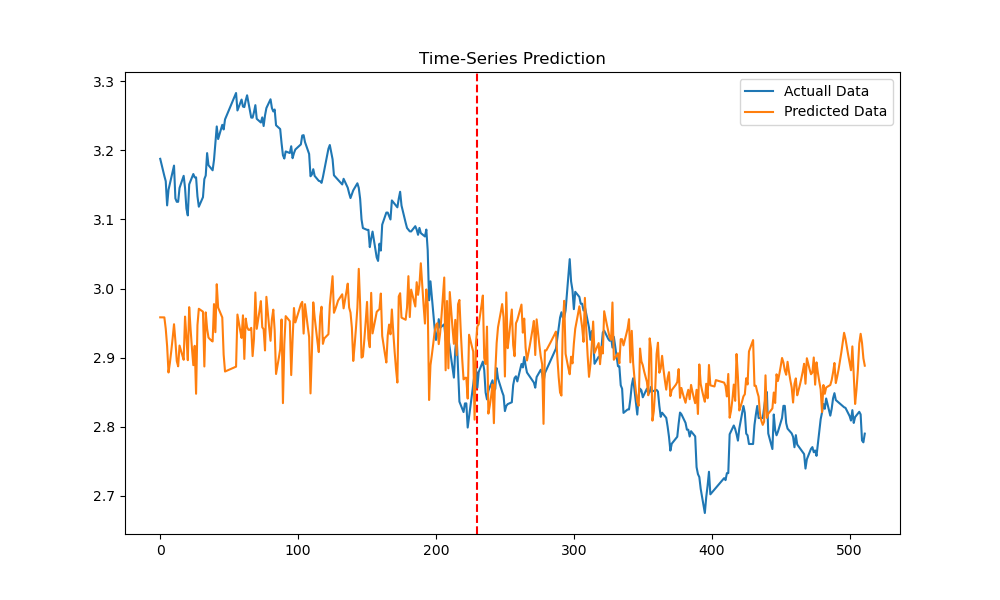 Time-Series Prediction
Actuall Data
Predicted Data
3.3
3.2
3.1
3.0
2.9
2.8
2.7
0 100 200 300 400 500